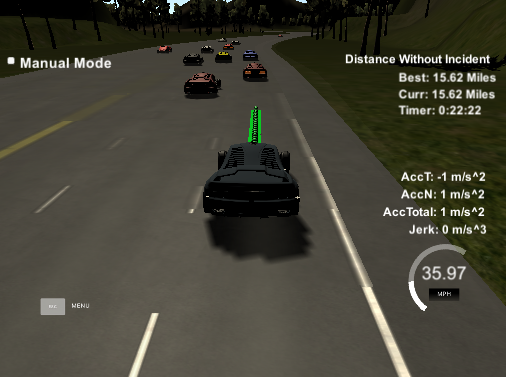 Manual Mode
Distance Without Incident
Best: 15.62 Miles
Curr: 15.62 Miles
Timer: 0:22:22
AccT: -1 m/s^2
AccN: 1 m/s^2
AccTotal: 1 m/s^2
Jerk: 0 m/s^3
35.97
MPH
MENU